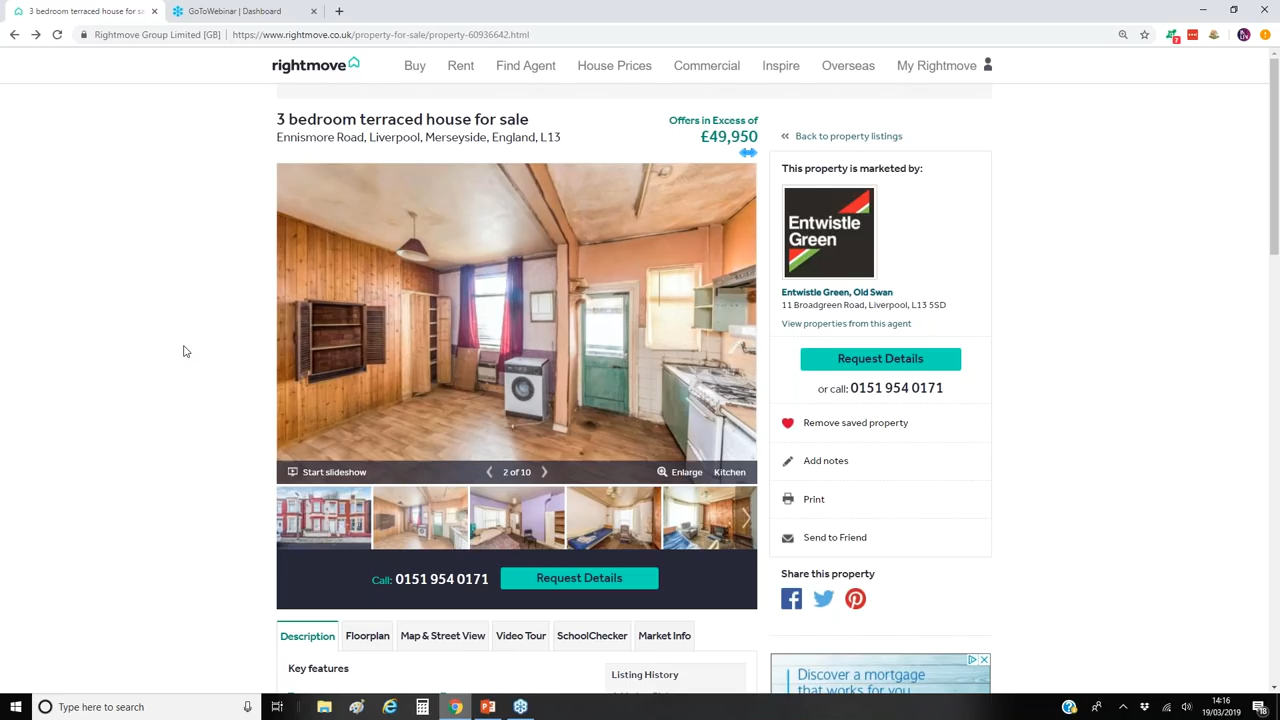 3 bedroom terraced house for sa
GoToWebinar | Dashboard
Rightmove Group Limited [GB] | https://www.rightmove.co.uk/property-for-sale/property-60936642.html
7
rightmove
Buy Rent Find Agent House Prices Commercial Inspire Overseas My Rightmove
3 bedroom terraced house for sale
Ennismore Road, Liverpool, Merseyside, England, L13
Offers in Excess of
£49,950
Back to property listings
This property is marketed by:
Entwistle
Green
Entwistle Green, Old Swan
11 Broadgreen Road, Liverpool, L13 5SD
View properties from this agent
Request Details
or call: 0151 954 0171
Remove saved property
Add notes
Print
Send to Friend
Share this property
Start slideshow
2 of 10
Enlarge
Kitchen
Call: 0151 954 0171
Request Details
Description Floorplan Map & Street View Video Tour SchoolChecker Market Info
Key features
Listing History
Discover a mortgage
that works for you
Type here to search
14:16
19/03/2019
18